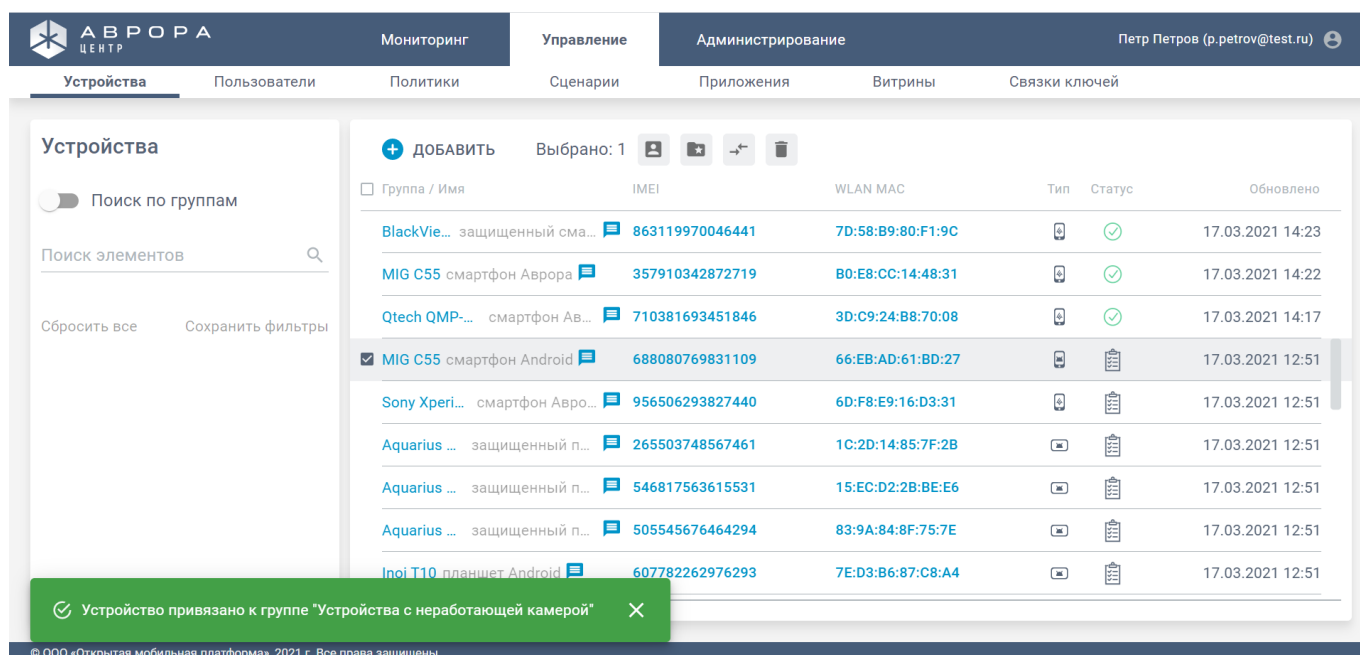 АВРОРА
ЦЕНТР
Мониторинг Управление Администрирование Петр Петров (p.petrov@test.ru)
Устройства Пользователи Политики Сценарии Приложения Витрины Связки ключей
Устройства
Поиск по группам
Поиск элементов
Сбросить все Сохранить фильтры
ДОБАВИТЬ Выбрано: 1
Группа / Имя IMEI WLAN MAC Тип Статус Обновлено
BlackVie... защищенный сма... 863119970046441 7D:58:B9:80:F1:9C 17.03.2021 14:23
MIG C55 смартфон Аврора 357910342872719 B0:E8:CC:14:48:31 17.03.2021 14:22
Qtech QMP-... смартфон Ав... 710381693451846 3D:C9:24:B8:70:08 17.03.2021 14:17
MIG C55 смартфон Android 688080769831109 66:EB:AD:61:BD:27 17.03.2021 12:51
Sony Xperi... смартфон Авро... 956506293827440 6D:F8:E9:16:D3:31 17.03.2021 12:51
Aquarius ... защищенный п... 265503748567461 1C:2D:14:85:7F:2B 17.03.2021 12:51
Aquarius ... защищенный п... 546817563615531 15:EC:D2:2B:BE:E6 17.03.2021 12:51
Aquarius ... защищенный п... 505545676464294 83:9A:84:8F:75:7E 17.03.2021 12:51
Inoi T10 планшет Android 607782262976293 7E:D3:B6:87:C8:A4 17.03.2021 12:51
Устройство привязано к группе "Устройства с неработающей камерой"
© ООО «Открытая мобильная платформа», 2021 г. Все права защищены